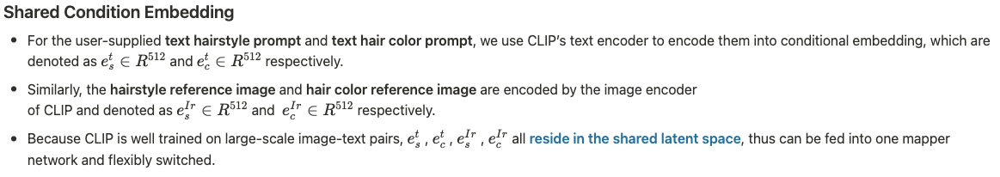 Shared Condition Embedding
• For the user-supplied text hairstyle prompt and text hair color prompt, we use CLIP's text encoder to encode them into conditional embedding, which are
denoted as $e_s^t \in R^{512}$ and $e_c^t \in R^{512}$ respectively.
• Similarly, the hairstyle reference image and hair color reference image are encoded by the image encoder
of CLIP and denoted as $e_s^{Ir} \in R^{512}$ and $e_c^{Ir} \in R^{512}$ respectively.
• Because CLIP is well trained on large-scale image-text pairs, $e_s^t$ , $e_c^t$ , $e_s^{Ir}$ , $e_c^{Ir}$ all reside in the shared latent space, thus can be fed into one mapper
network and flexibly switched.